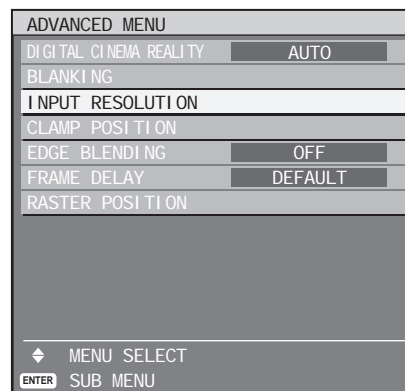 ADVANCED MENU
DIGITAL CINEMA REALITY AUTO
BLANKING
INPUT RESOLUTION
CLAMP POSITION
EDGE BLENDING OFF
FRAME DELAY DEFAULT
RASTER POSITION
MENU SELECT
ENTER SUB MENU